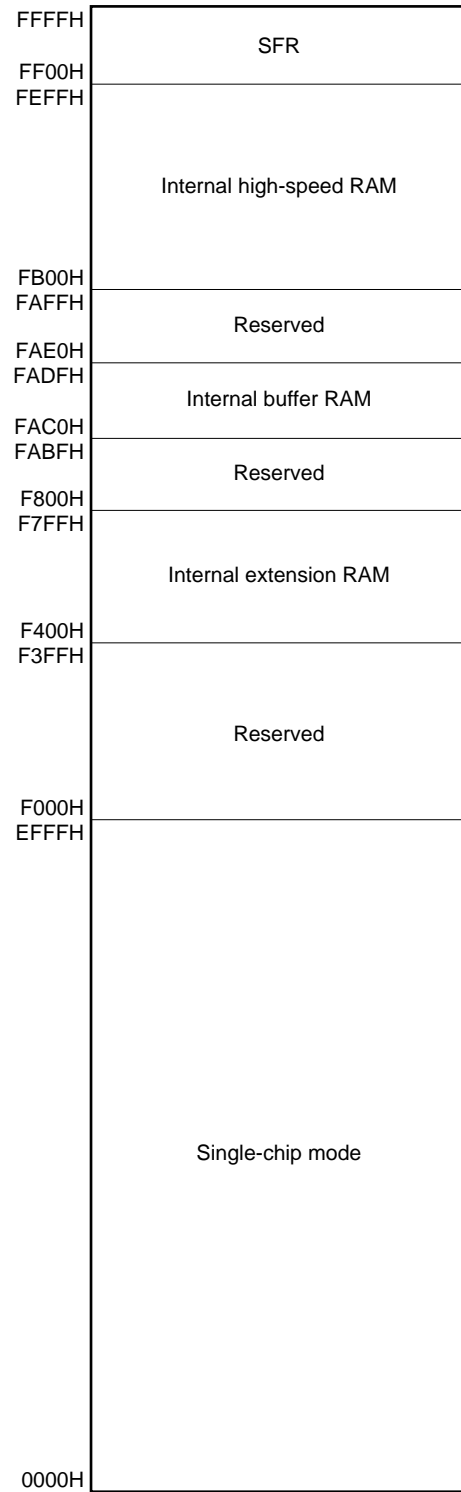 FFFFH
SFR
FF00H
FEFFH
Internal high-speed RAM
FB00H
FAFFH
Reserved
FAE0H
FADFH
Internal buffer RAM
FAC0H
FABFH
Reserved
F800H
F7FFH
Internal extension RAM
F400H
F3FFH
Reserved
F000H
EFFFH
Single-chip mode
0000H